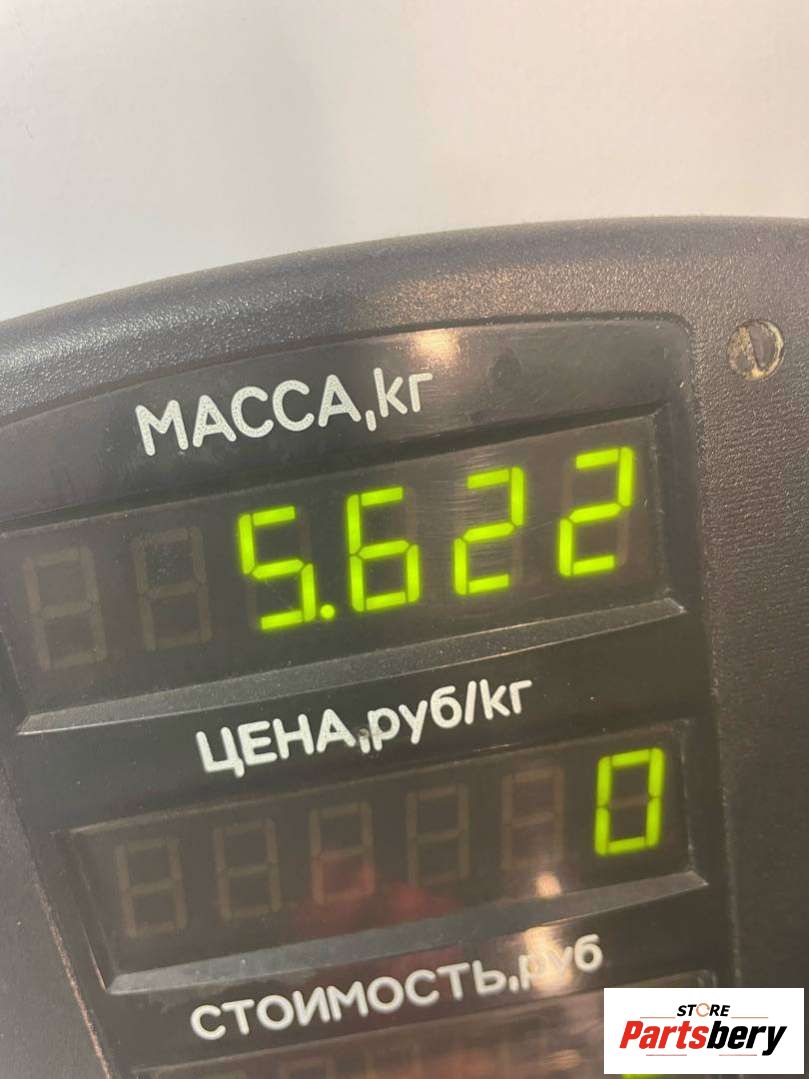 МАССА,кг
5.622
ЦЕНА,руб/кг
0
СТОИМОСТЬ,руб
STORE
Partsbery